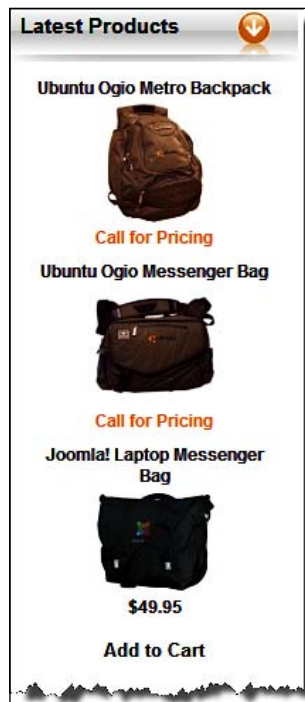 Latest Products
Ubuntu Ogio Metro Backpack
Call for Pricing
Ubuntu Ogio Messenger Bag
Call for Pricing
Joomla! Laptop Messenger
Bag
$49.95
Add to Cart